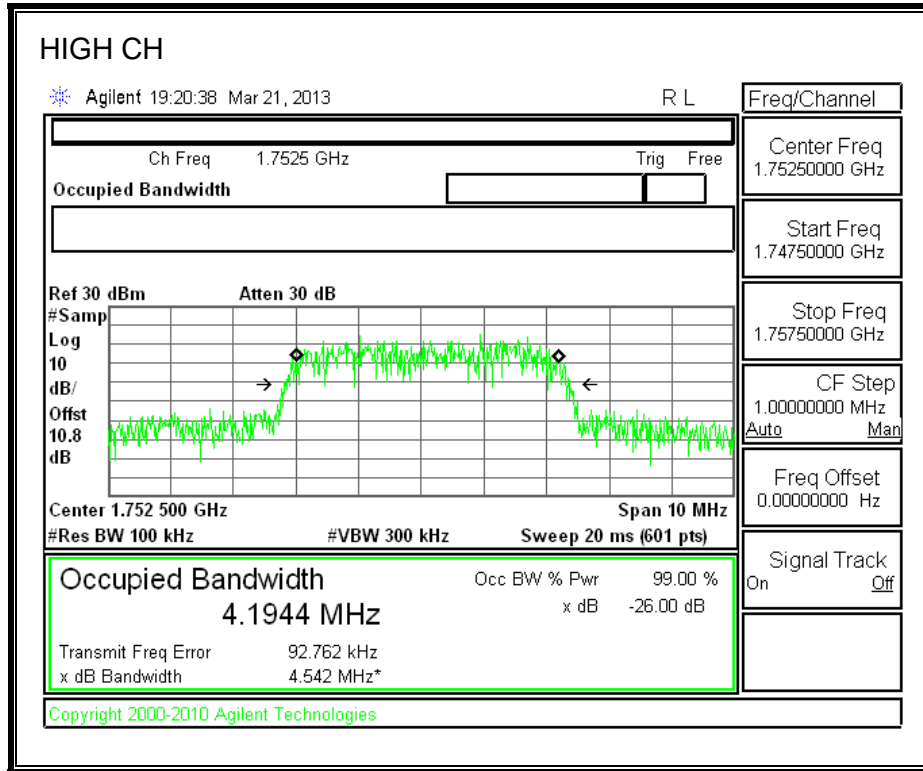 HIGH CH
Agilent 19:20:38 Mar 21, 2013 R L
Freq/Channel
Ch Freq 1.7525 GHz Trig Free
Occupied Bandwidth
Center Freq
1.75250000 GHz
Start Freq
1.74750000 GHz
Stop Freq
1.75750000 GHz
CF Step
1.00000000 MHz
Auto Man
Freq Offset
0.00000000 Hz
Signal Track
On Off
Ref 30 dBm Atten 30 dB
#Samp
Log
10
dB/
Offst
10.8
dB
Center 1.752 500 GHz Span 10 MHz
#Res BW 100 kHz #VBW 300 kHz Sweep 20 ms (601 pts)
Occupied Bandwidth
4.1944 MHz
Occ BW % Pwr 99.00 %
x dB -26.00 dB
Transmit Freq Error 92.762 kHz
x dB Bandwidth 4.542 MHz*
Copyright 2000-2010 Agilent Technologies